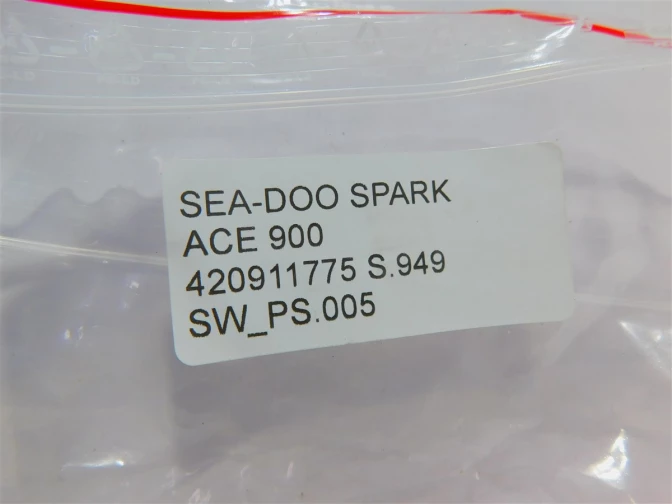 SEA-DOO SPARK
ACE 900
420911775 S.949
SW_PS.005